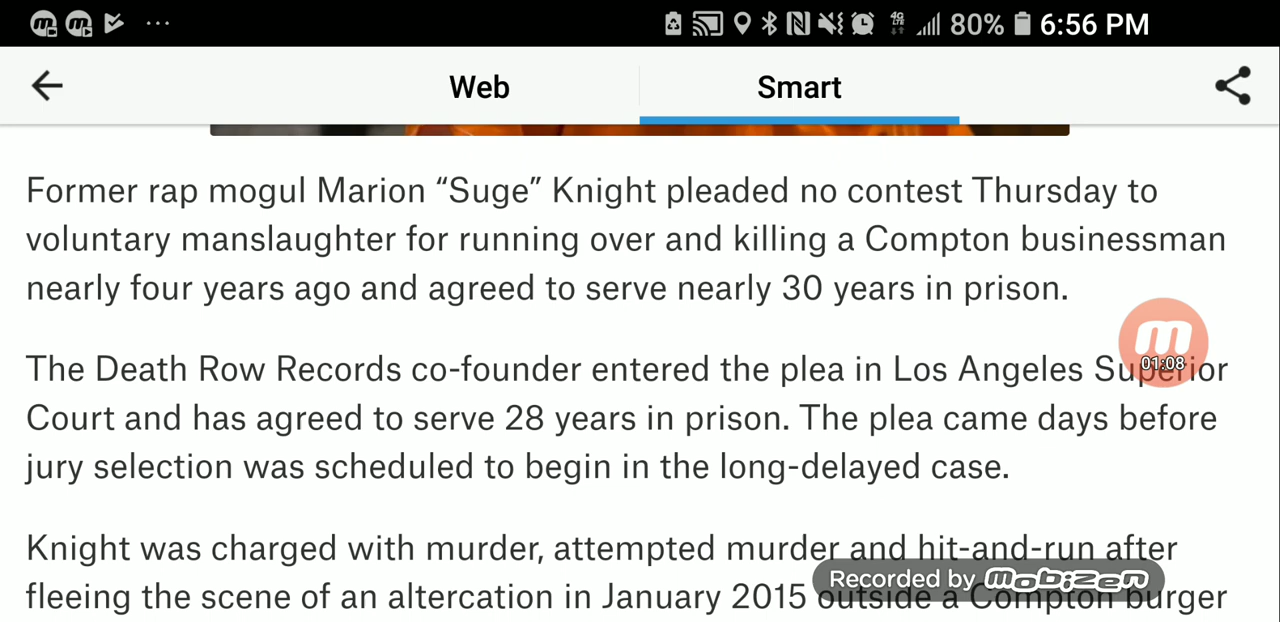 80% 6:56 PM
Web
Smart
Former rap mogul Marion “Suge” Knight pleaded no contest Thursday to
voluntary manslaughter for running over and killing a Compton businessman
nearly four years ago and agreed to serve nearly 30 years in prison.
The Death Row Records co-founder entered the plea in Los Angeles Superior
Court and has agreed to serve 28 years in prison. The plea came days before
jury selection was scheduled to begin in the long-delayed case.
01:08
Knight was charged with murder, attempted murder and hit-and-run after
fleeing the scene of an altercation in January 2015 outside a Compton burger
Recorded by mobizen